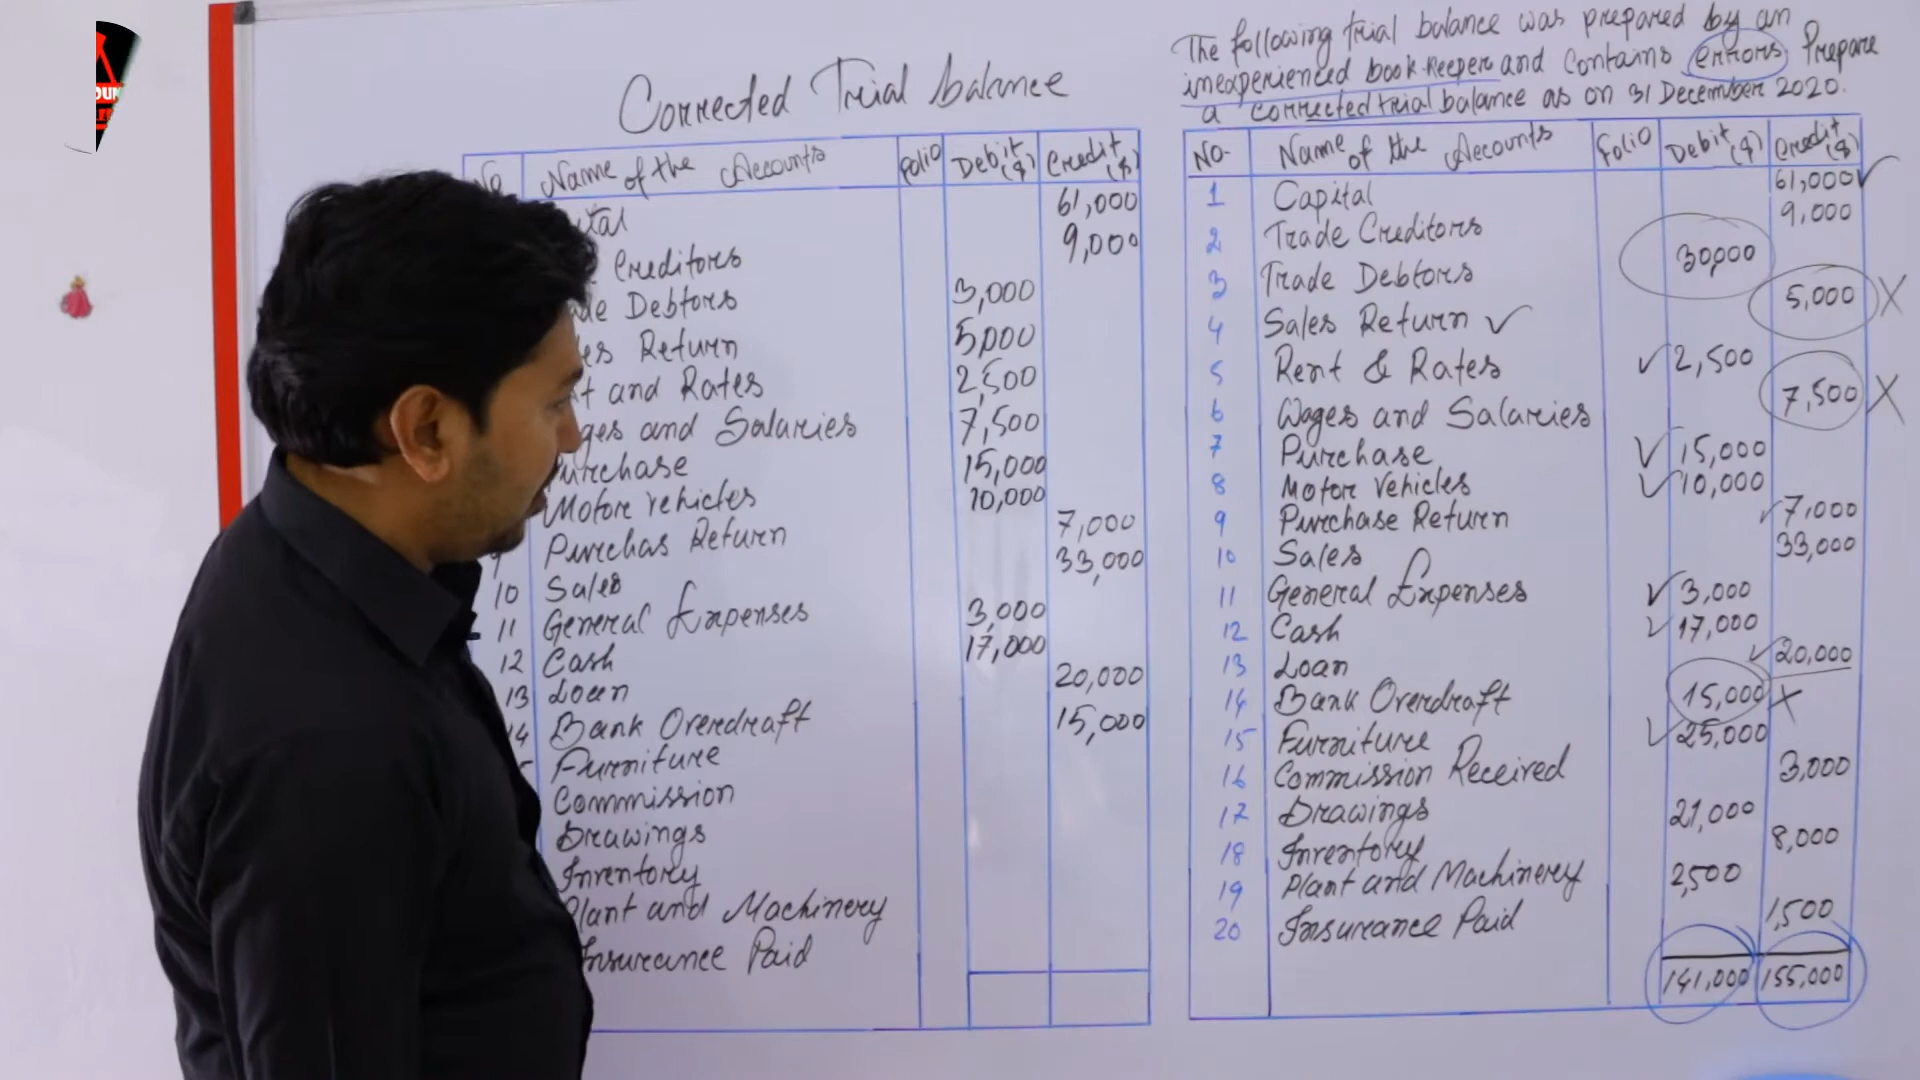 The following trial balance was prepared by an
inexperienced book-keeper and contains errors Prepare
a corrected trial balance as on 31 December 2020.
Corrected Trial balance
No Name of the Accounts Folio Debit ($) Credit ($)
ital 61,000
Creditors 9,000
de Debtors 3,000
les Return 5,000
t and Rates 2,500
ges and Salaries 7,500
Purchase 15,000
Motor vehicles 10,000
9 Purchas Return 7,000
10 Sales 33,000
11 General Expenses 3,000
12 Cash 17,000
13 Loan 20,000
14 Bank Overdraft 15,000
Furniture
Commission
Drawings
Inventory
Plant and Machinery
Insurance Paid
No- Name of the Accounts Folio Debit ($) Credit ($)
1 Capital 61,000 ✓
2 Trade Creditors 9,000
3 Trade Debtors 30,000
4 Sales Return ✓ 5,000 X
5 Rent & Rates ✓ 2,500
6 Wages and Salaries 7,500 X
7 Purchase ✓ 15,000
8 Motor vehicles ✓ 10,000
9 Purchase Return ✓ 7,000
10 Sales 33,000
11 General Expenses ✓ 3,000
12 Cash ✓ 17,000
13 Loan ✓ 20,000
14 Bank Overdraft 15,000 X
15 Furniture ✓ 25,000
16 Commission Received 3,000
17 Drawings 21,000
18 Inventory 8,000
19 Plant and Machinery 2,500
20 Insurance Paid 1,500
141,000 155,000